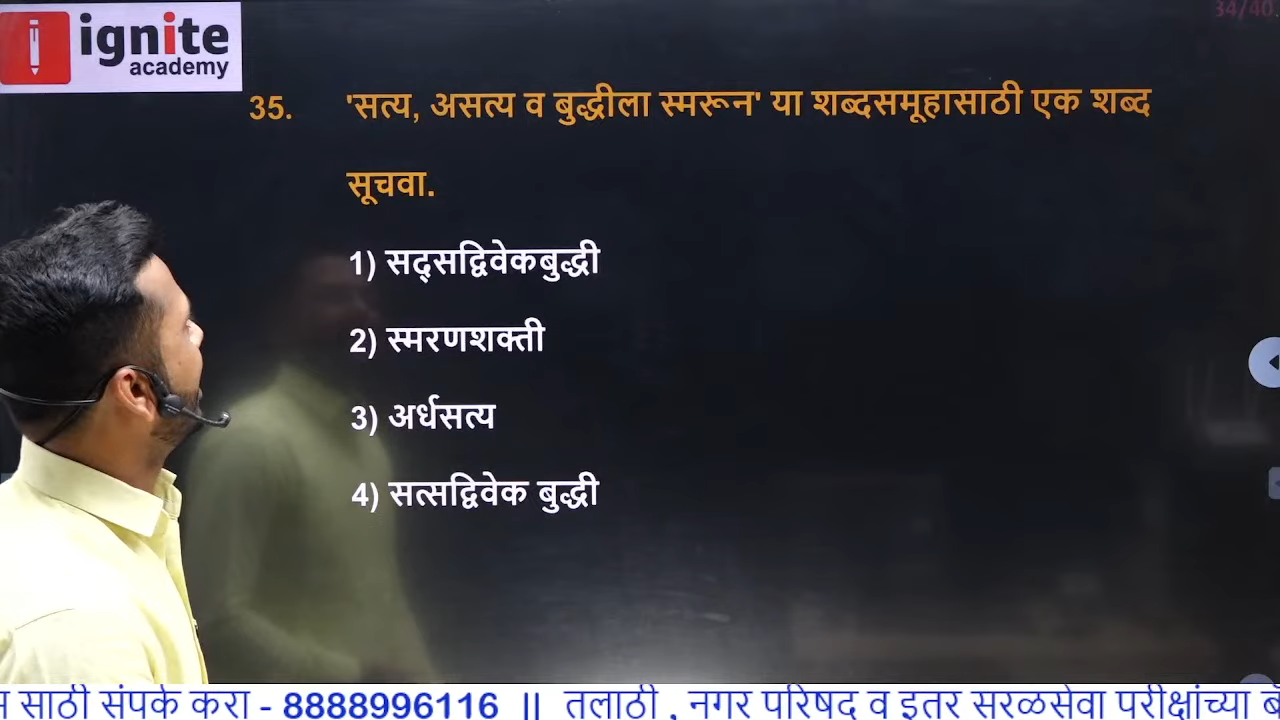 ignite
academy
34/40
35. 'सत्य, असत्य व बुद्धीला स्मरून' या शब्दसमूहासाठी एक शब्द
सूचवा.
1) सद्सद्विवेकबुद्धी
2) स्मरणशक्ती
3) अर्धसत्य
4) सत्सद्विवेक बुद्धी
साठी संपर्क करा - 8888996116 || तलाठी , नगर परिषद व इतर सरळसेवा परीक्षांच्या